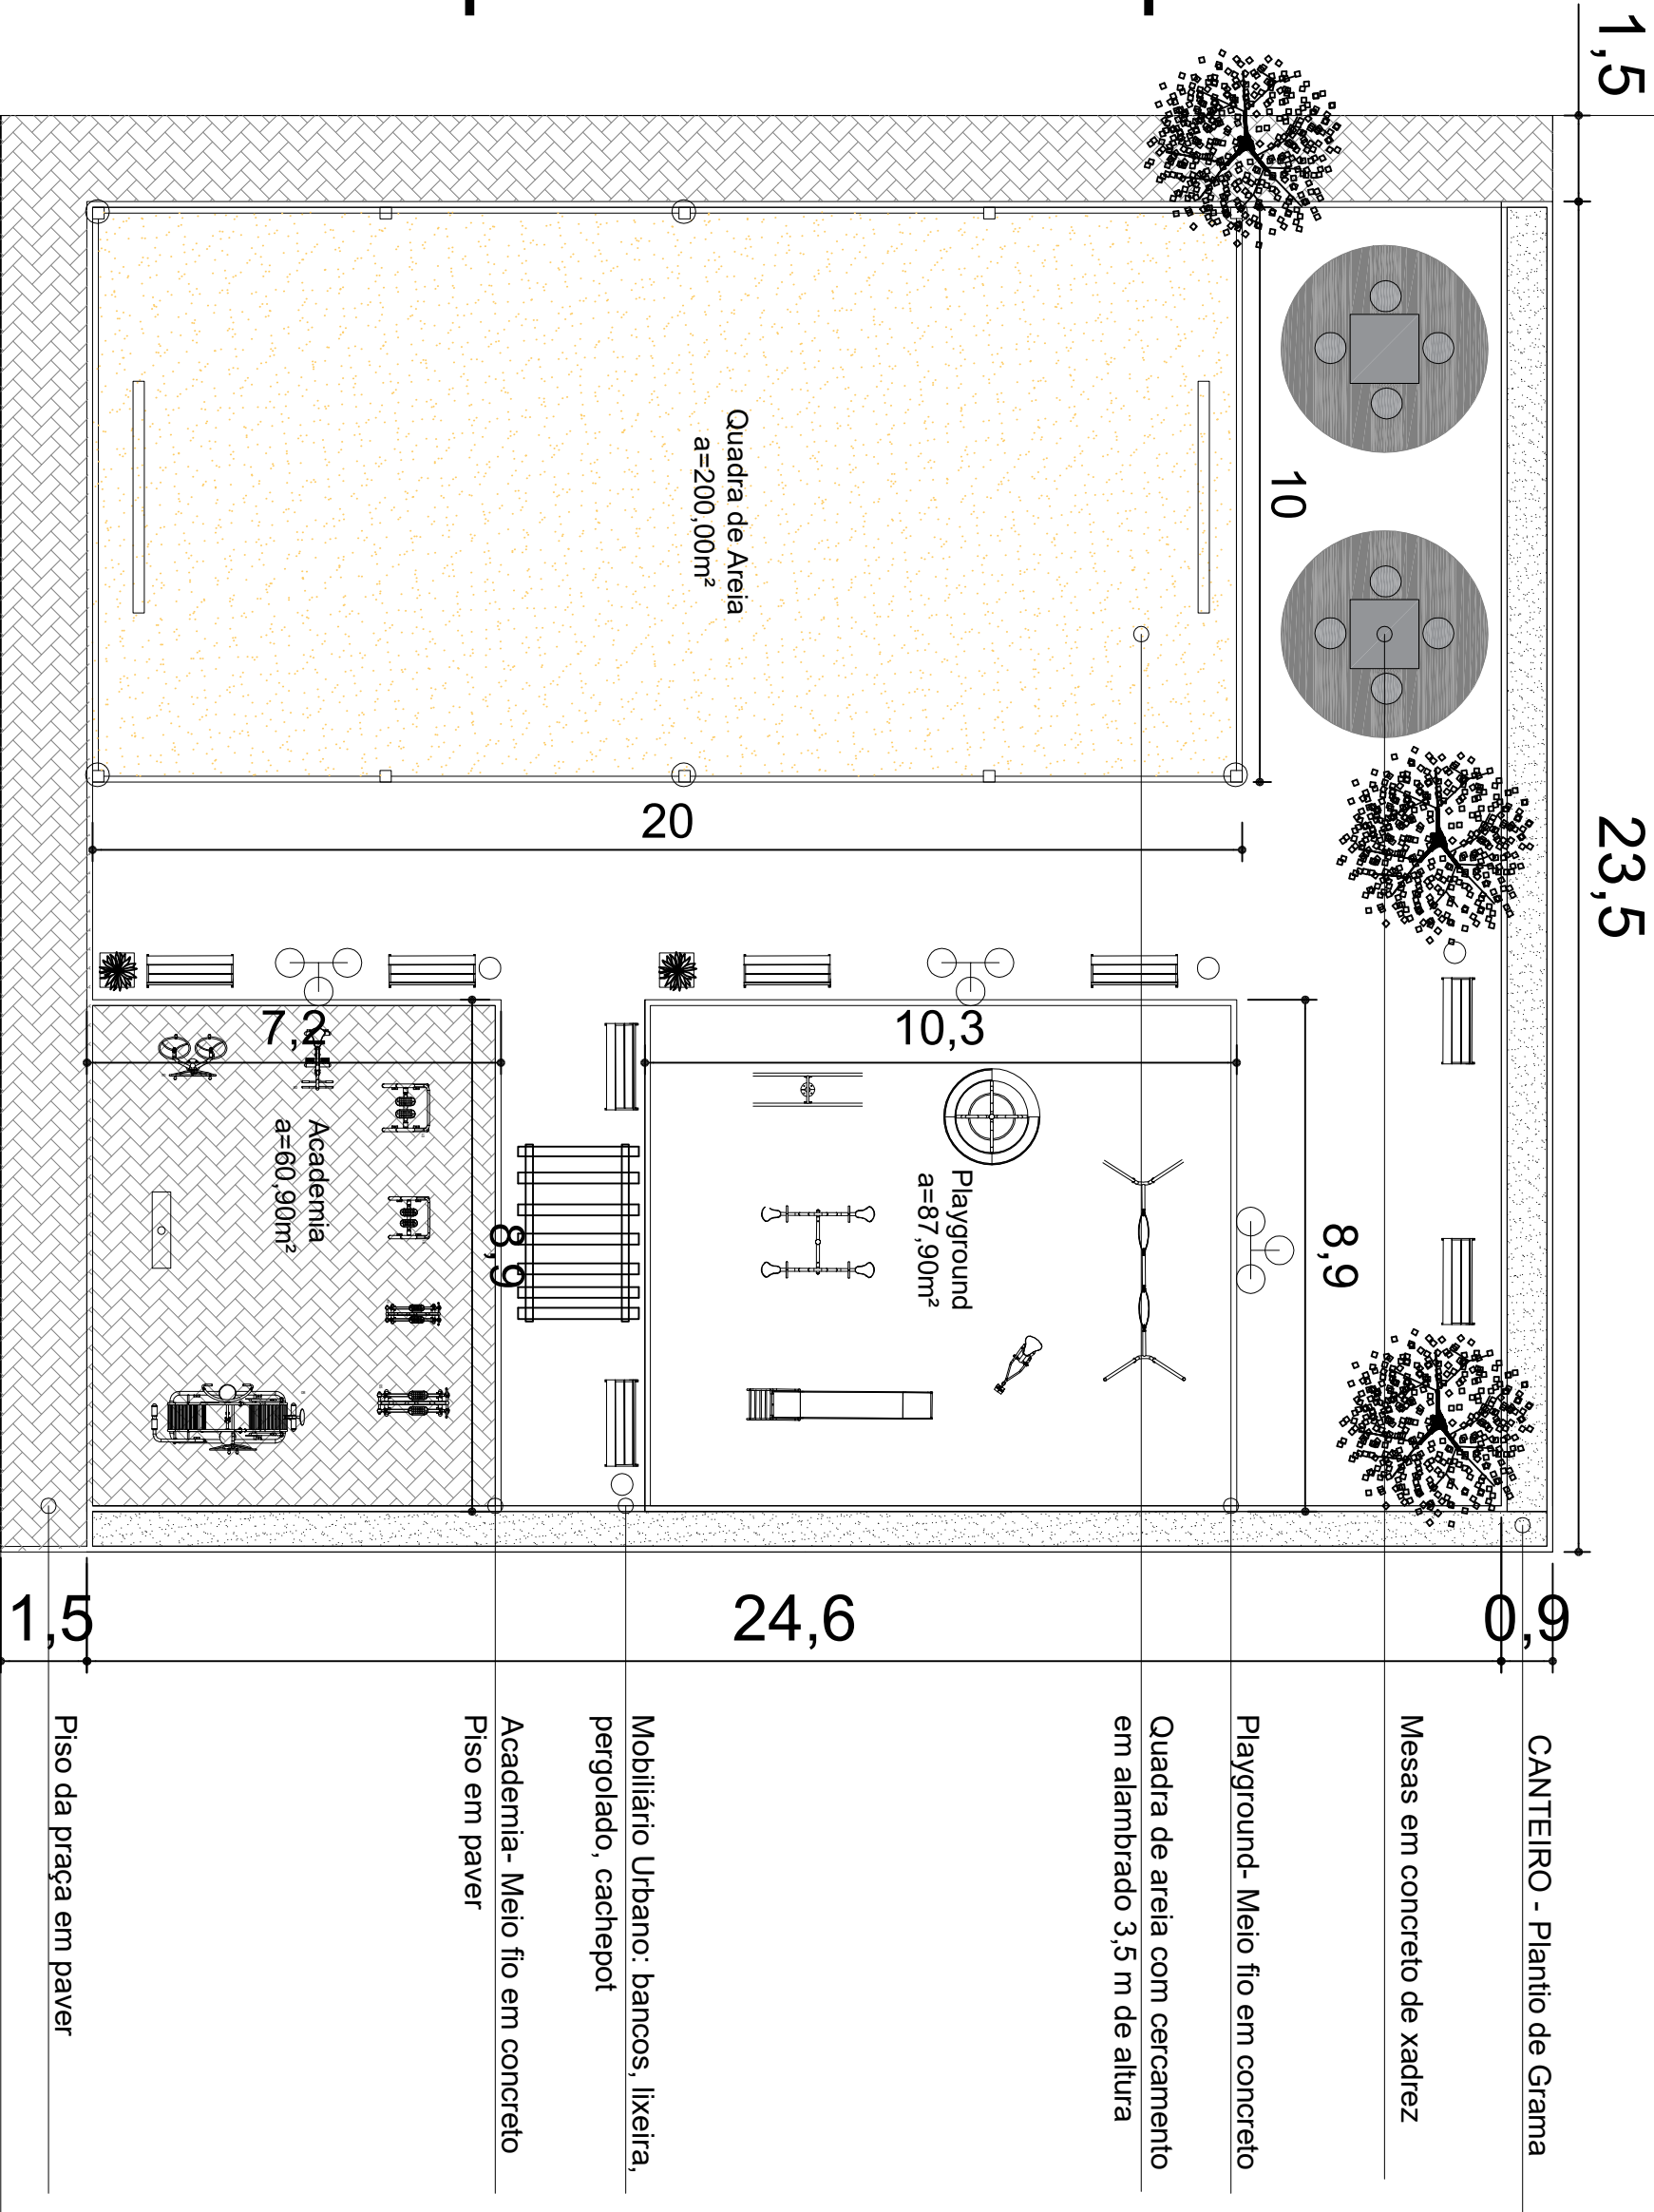 1,5
23,5
10
Quadra de Areia
a=200,00m²
20
7,2
10,3
8,9
8,9
Academia
a=60,90m²
Playground
a=87,90m²
1,5
24,6
0,9
CANTEIRO - Plantio de Grama
Mesas em concreto de xadrez
Playground- Meio fio em concreto
Quadra de areia com cercamento
em alambrado 3,5 m de altura
Mobiliário Urbano: bancos, lixeira,
pergolado, cachepot
Academia- Meio fio em concreto
Piso em paver
Piso da praça em paver